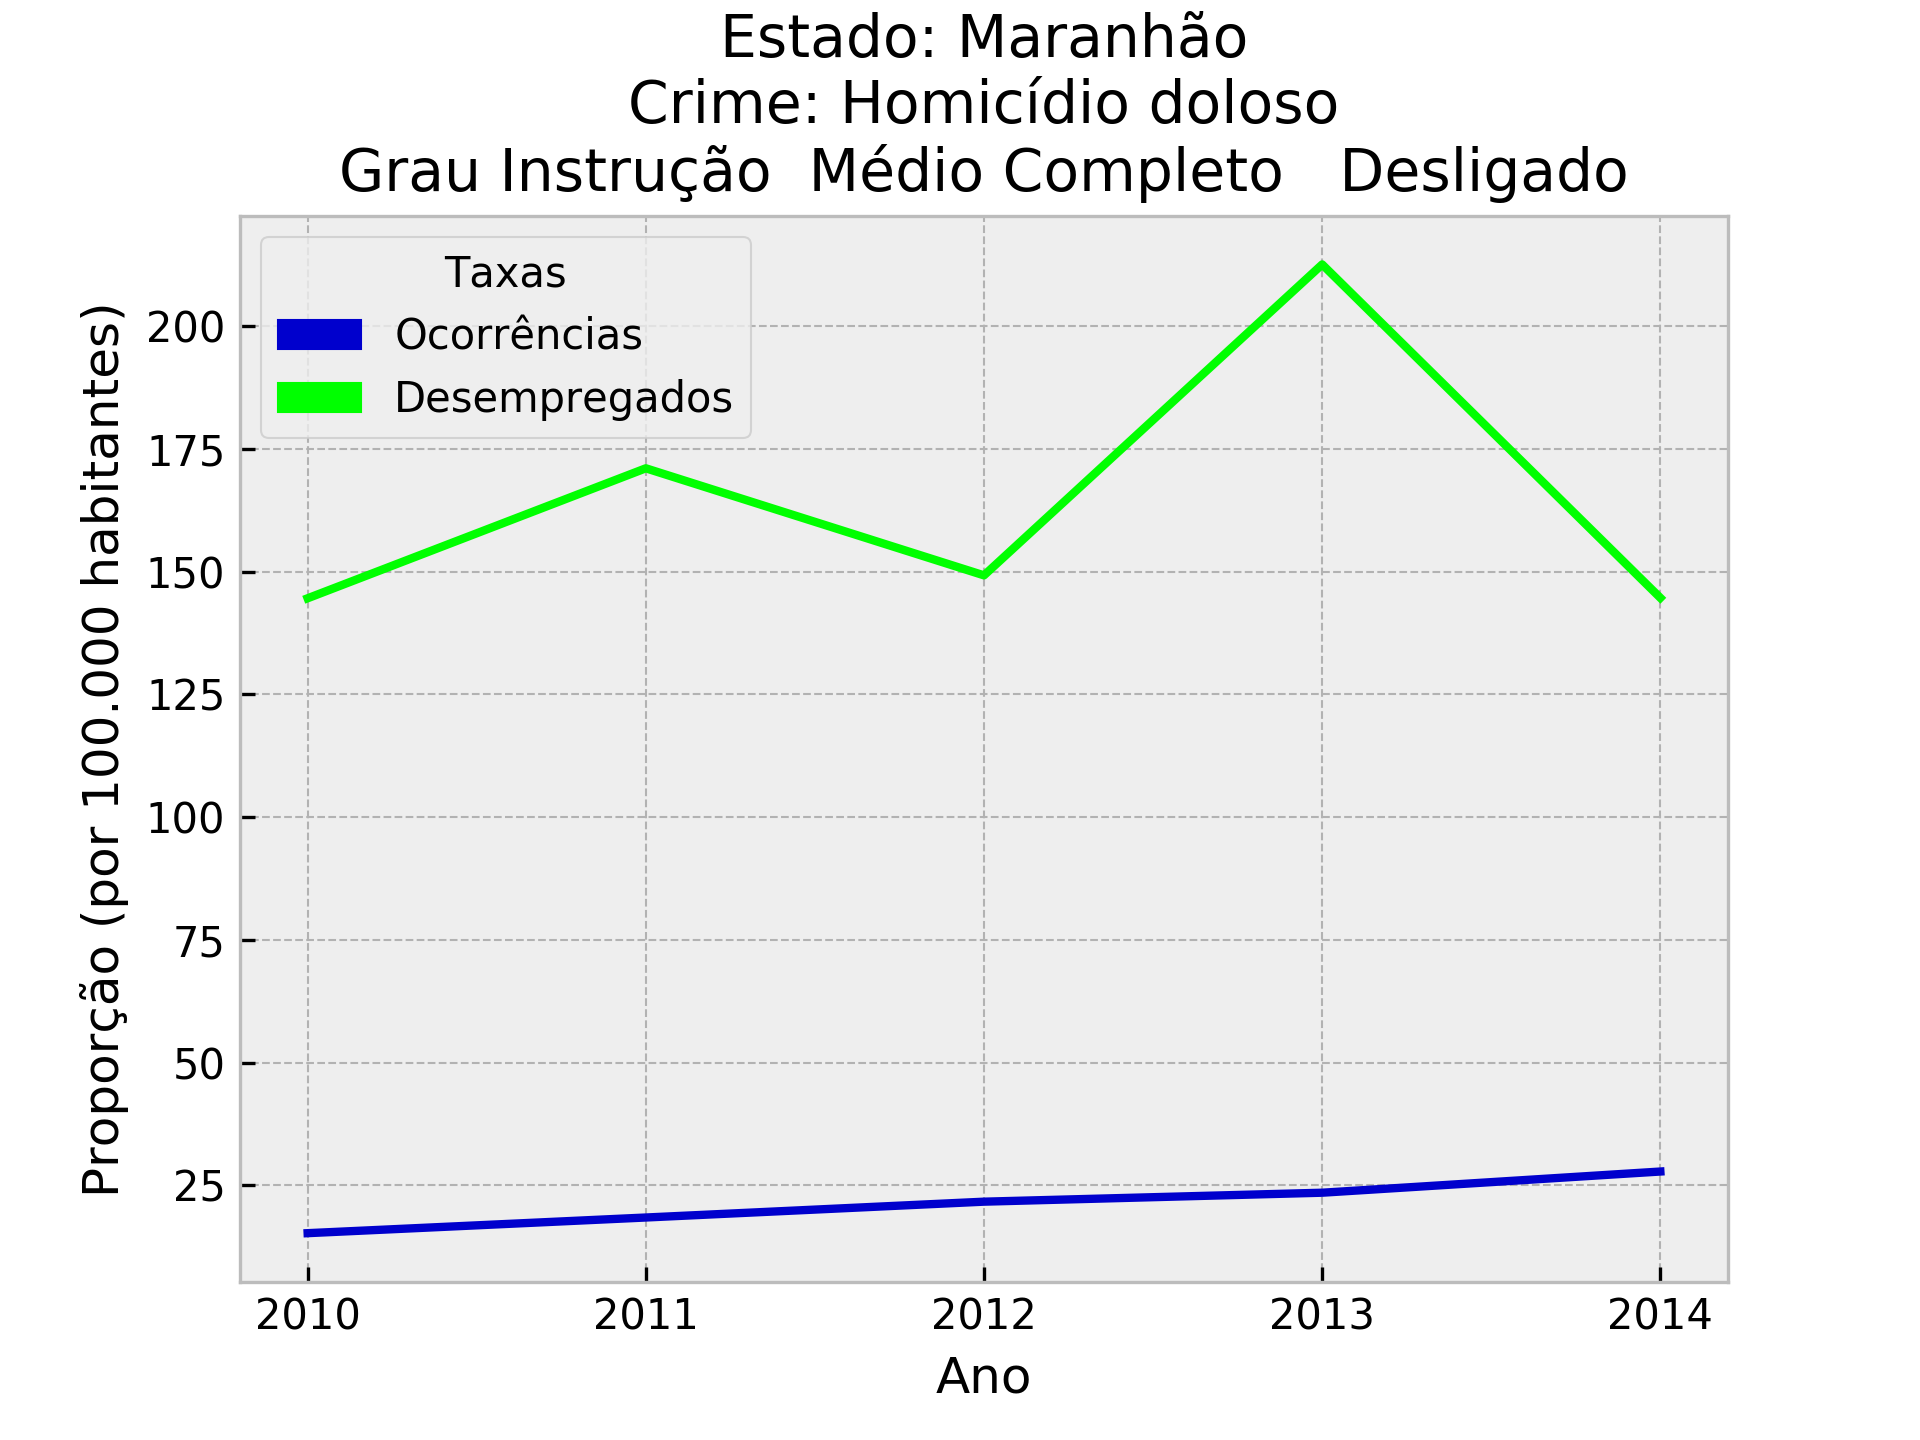 Estado: Maranhão
Crime: Homicídio doloso
Grau Instrução  Médio Completo   Desligado
Taxas
Ocorrências
Desempregados
Proporção (por 100.000 habitantes)
200
175
150
125
100
75
50
25
2010 2011 2012 2013 2014
Ano